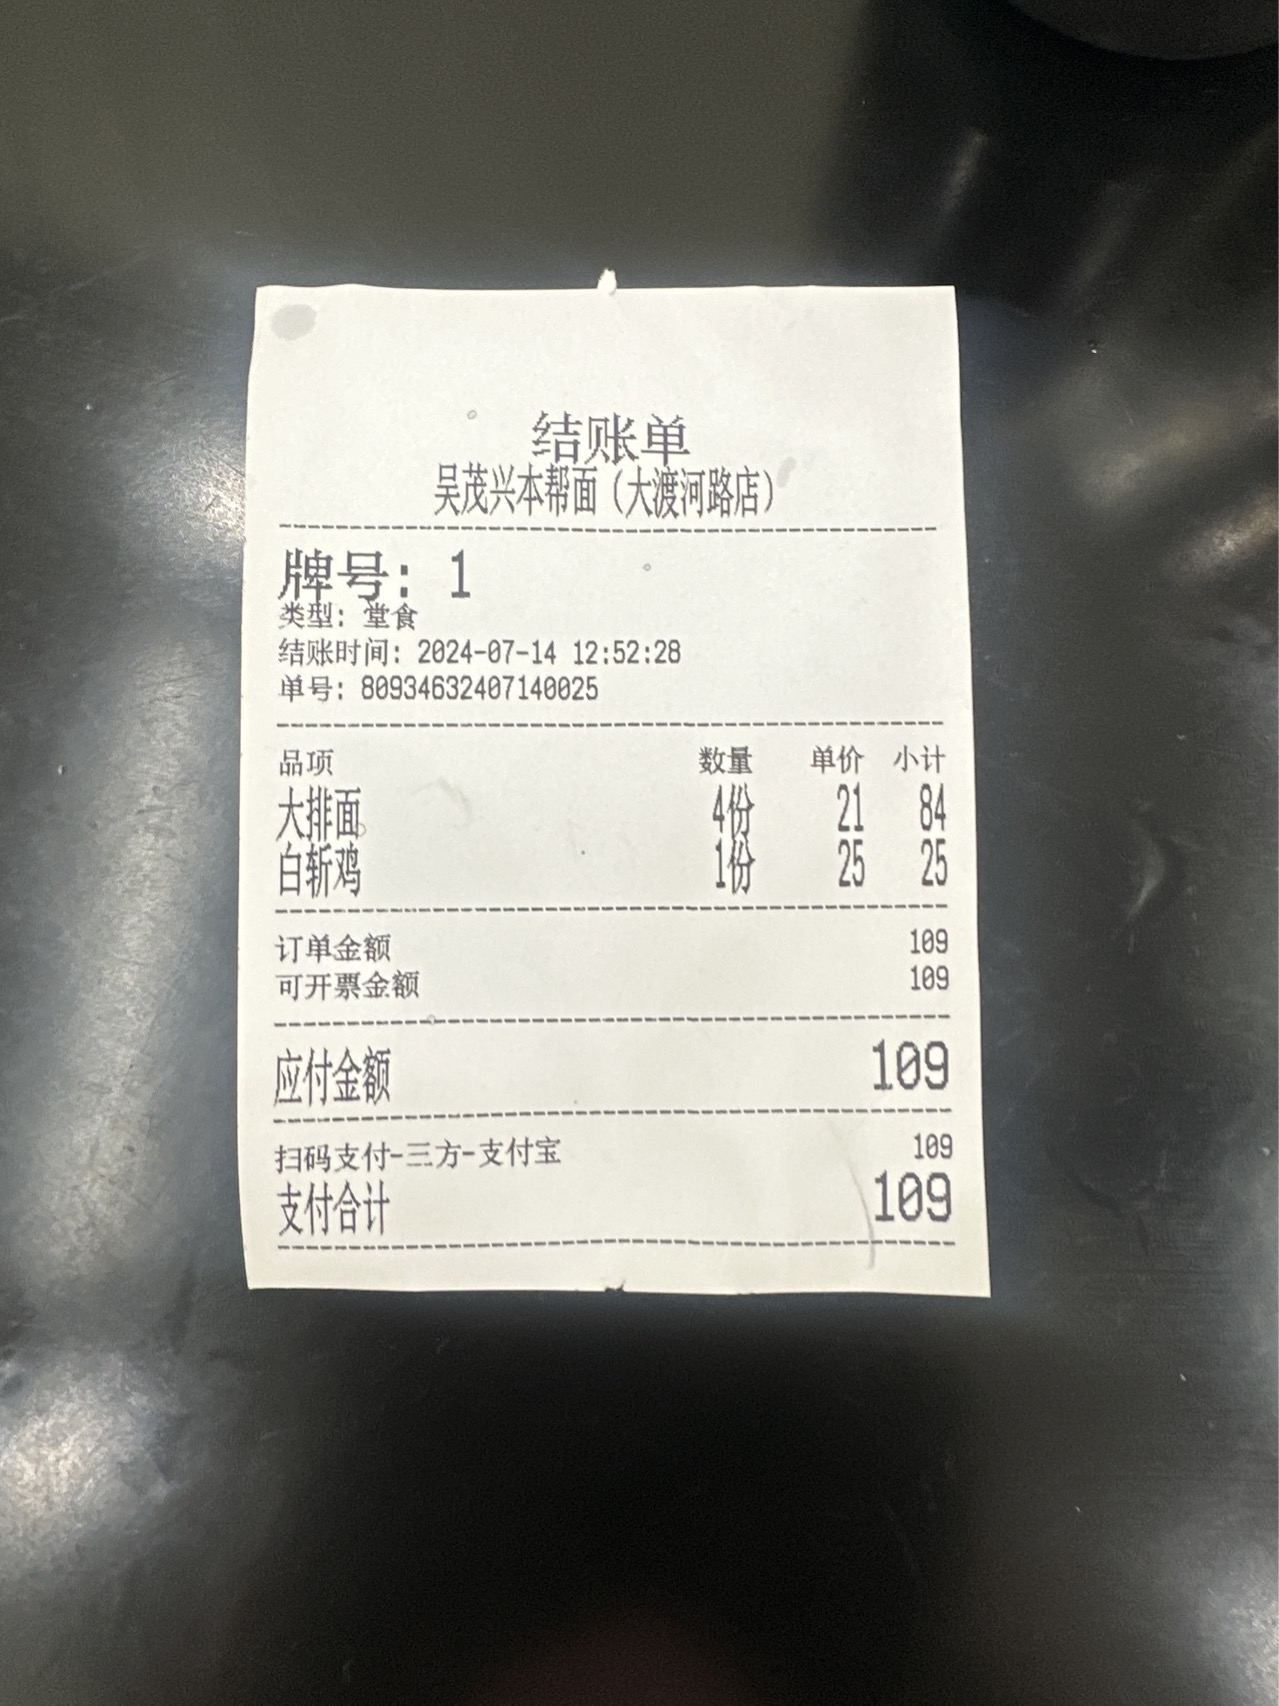 结账单
吴茂兴本帮面（大渡河路店）
牌号: 1
类型: 堂食
结账时间: 2024-07-14 12:52:28
单号: 80934632407140025
品项 数量 单价 小计
大排面 4份 21 84
白斩鸡 1份 25 25
订单金额 109
可开票金额 109
应付金额 109
扫码支付-三方-支付宝 109
支付合计 109